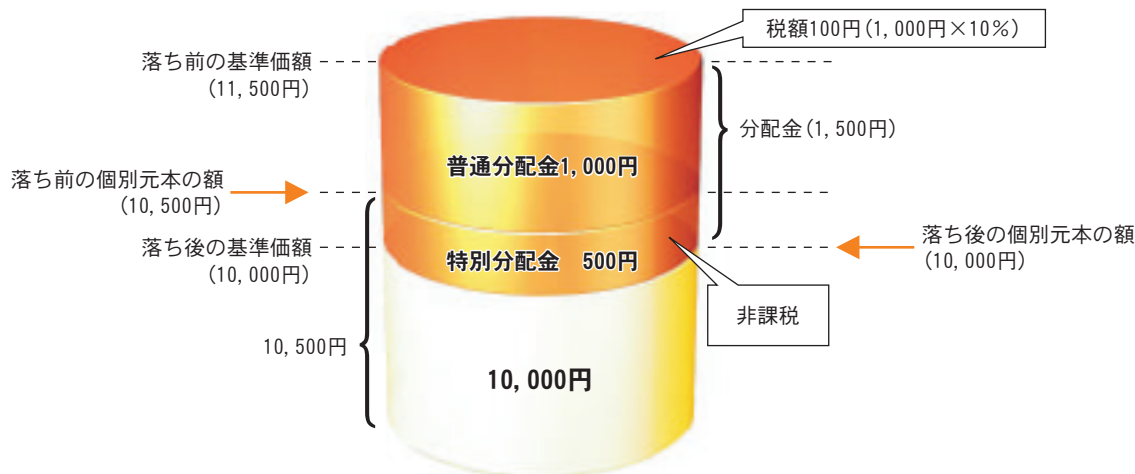 税額100円(1,000円×10％)
落ち前の基準価額
(11,500円)
分配金(1,500円)
普通分配金1,000円
落ち前の個別元本の額
(10,500円)
落ち後の基準価額
(10,000円)
特別分配金　500円
落ち後の個別元本の額
(10,000円)
非課税
10,500円
10,000円